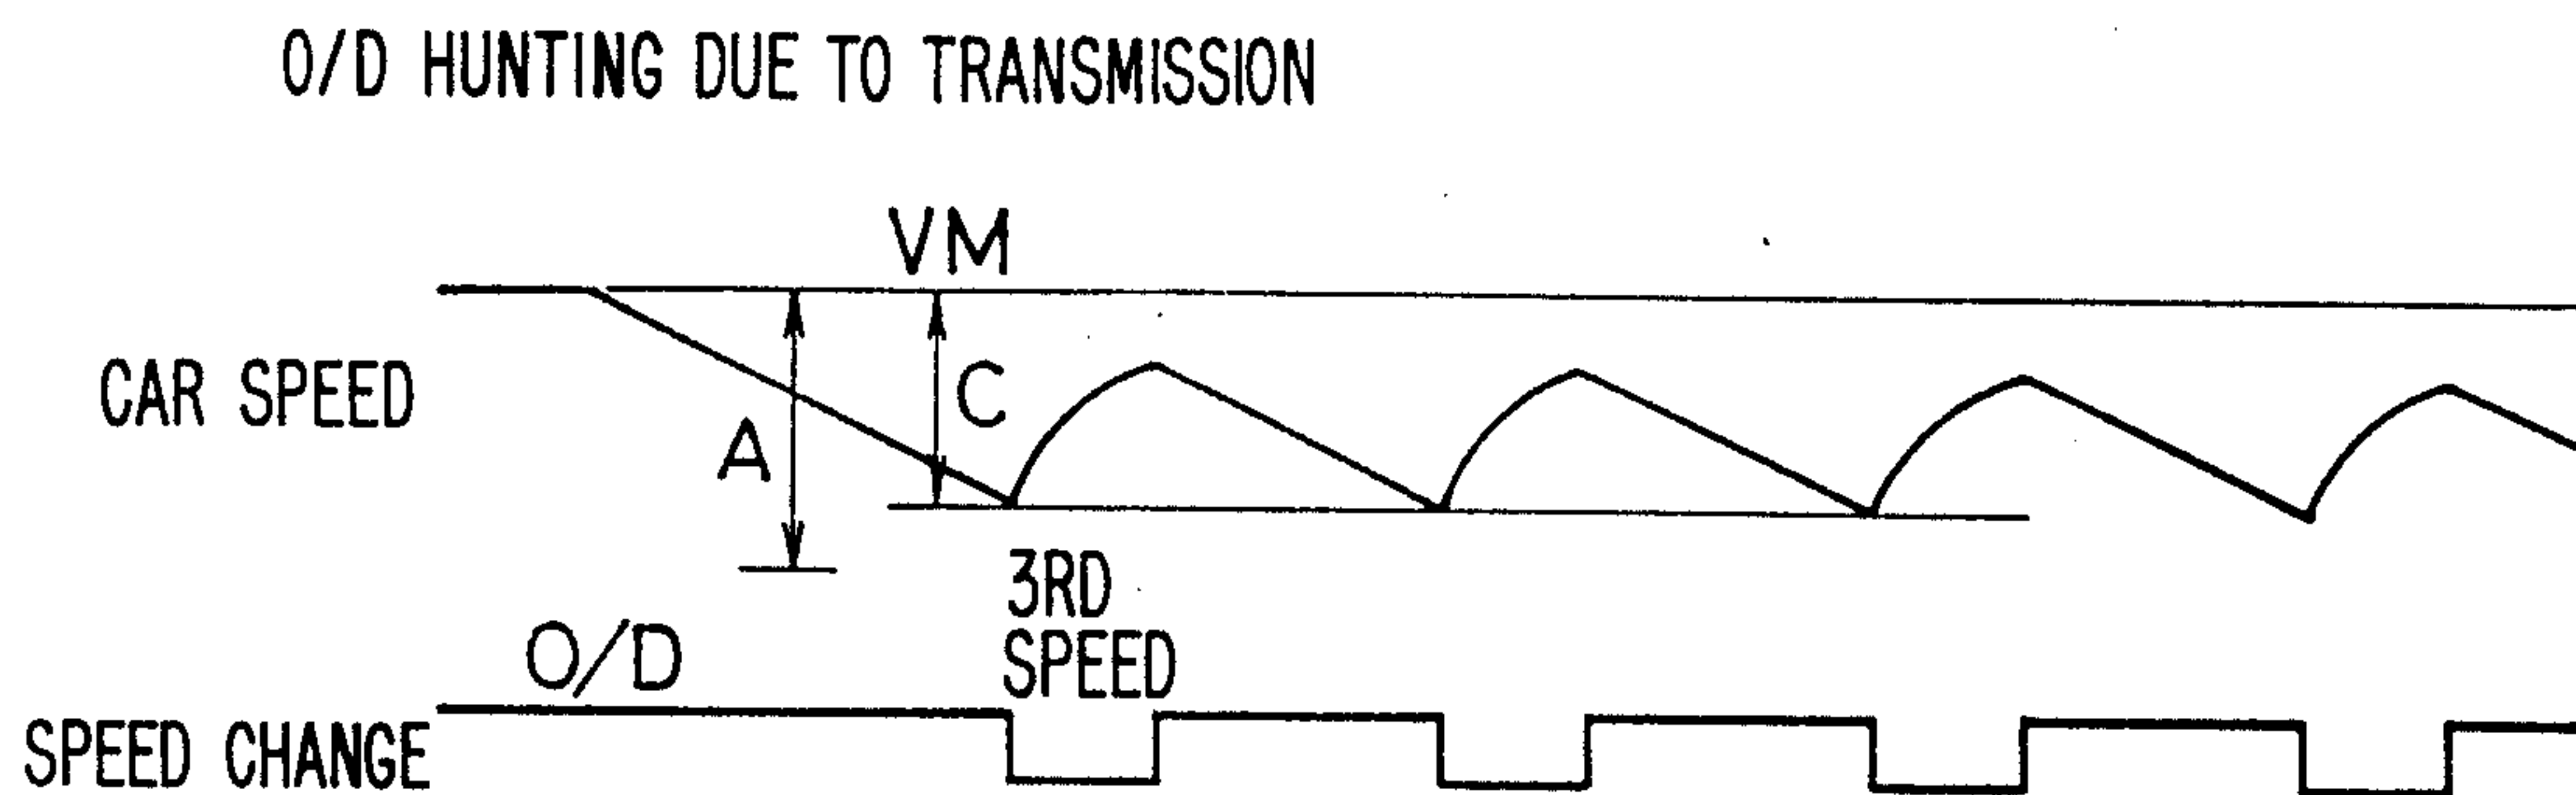 O/D HUNTING DUE TO TRANSMISSION
VM
CAR SPEED
A
C
3RD
SPEED
O/D
SPEED CHANGE